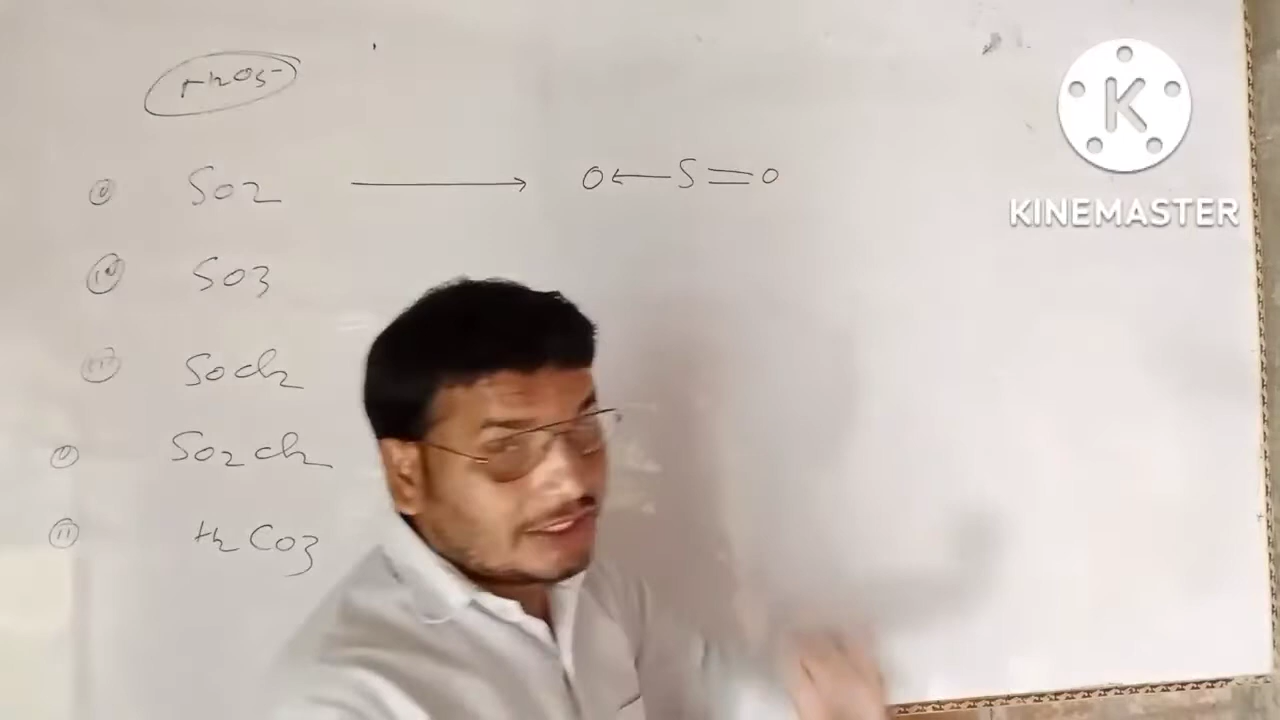 SO2 → O←S=O
SO3
SOCl2
SO2Cl2
H2CO3
K
KINEMASTER